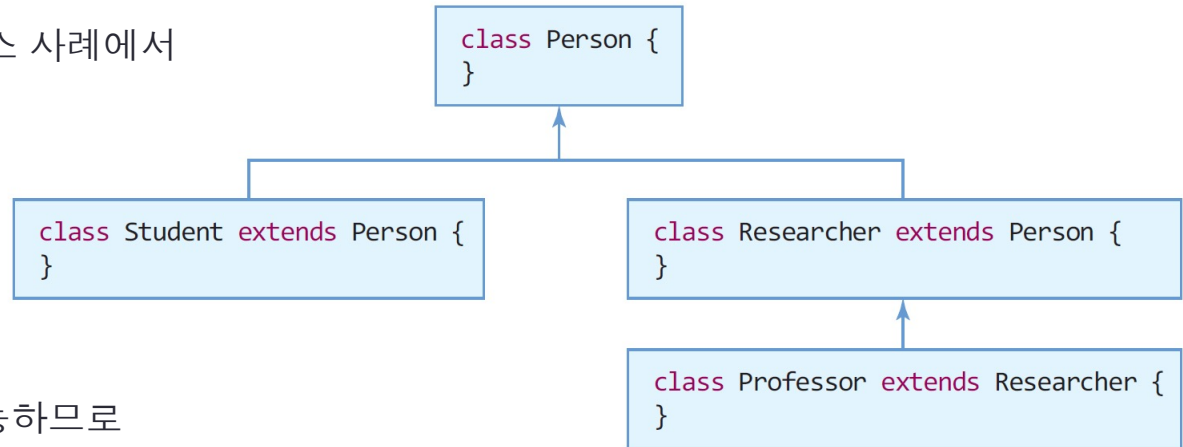 스 사례에서
class Person {
}
class Student extends Person {
}
class Researcher extends Person {
}
class Professor extends Researcher {
}
능하므로